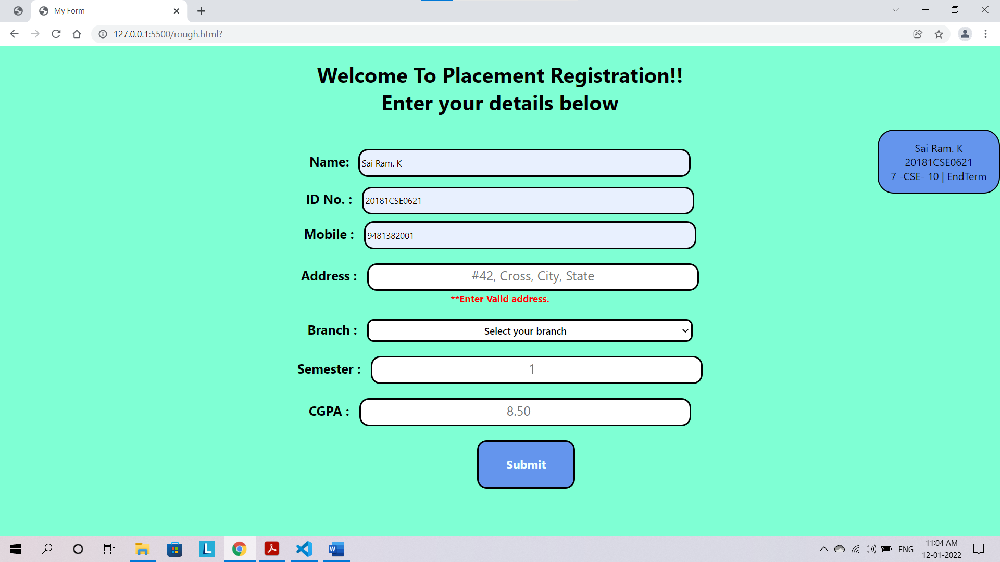 My Form
127.0.0.1:5500/rough.html?
Welcome To Placement Registration!!
Enter your details below
Sai Ram. K
20181CSE0621
7 -CSE- 10 | EndTerm
Name: Sai Ram. K
ID No. : 20181CSE0621
Mobile : 9481382001
Address : #42, Cross, City, State
**Enter Valid address.
Branch : Select your branch
Semester : 1
CGPA : 8.50
Submit
L
W
ENG
11:04 AM
12-01-2022